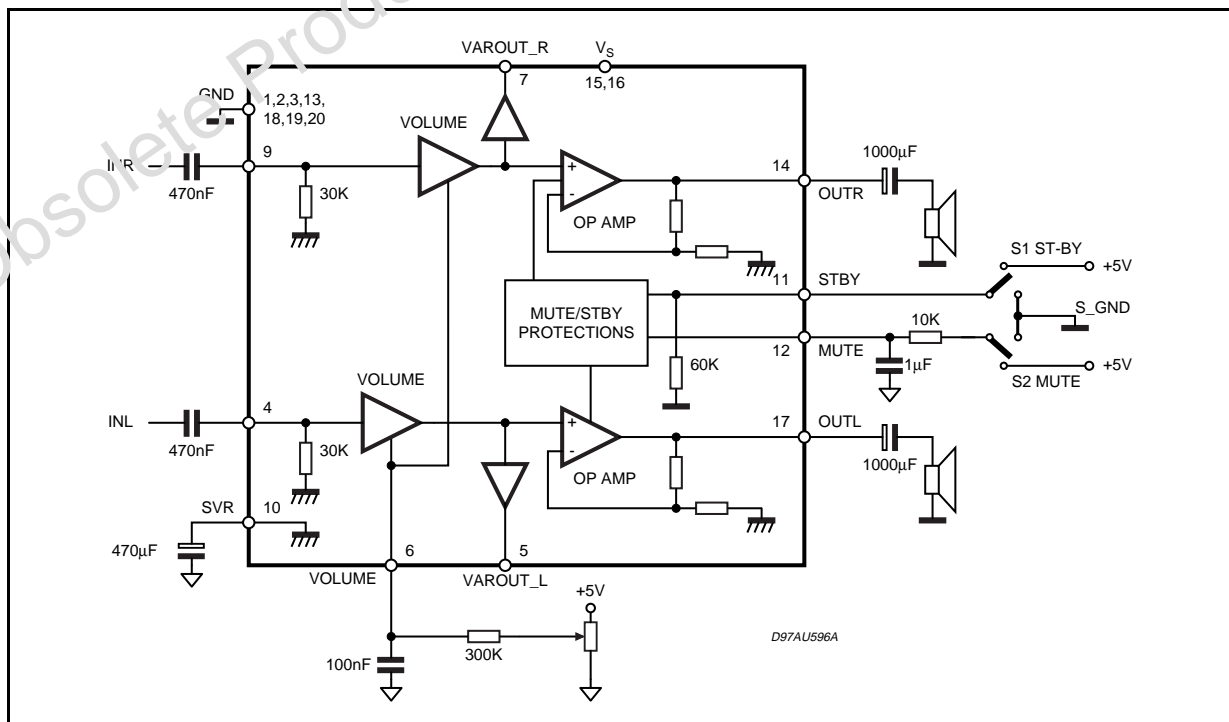 Obsolete Produ
VAROUT_R
VS
7
15,16
GND
1,2,3,13,
18,19,20
VOLUME
INR
9
470nF
30K
+
-
OP AMP
14
OUTR
1000μF
S1 ST-BY
+5V
11
STBY
S_GND
MUTE/STBY
PROTECTIONS
10K
12
MUTE
60K
1μF
+5V
S2 MUTE
VOLUME
INL
4
470nF
30K
+
-
OP AMP
17
OUTL
1000μF
SVR
10
470μF
6
5
VOLUME
VAROUT_L
+5V
300K
100nF
D97AU596A